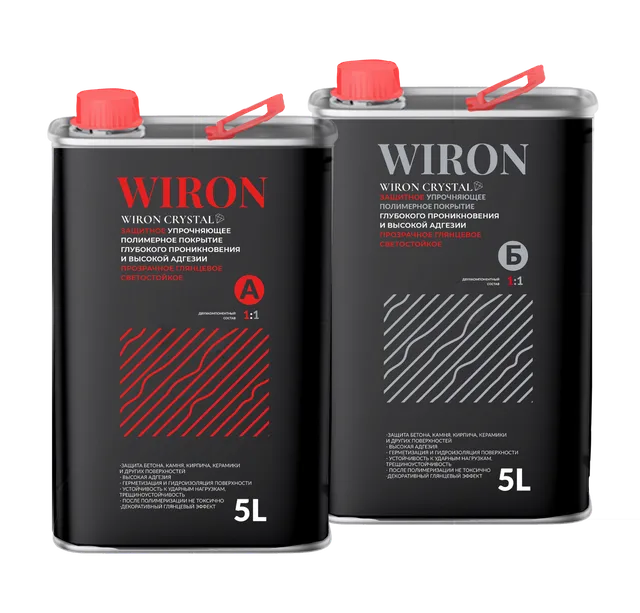 WIRON
WIRON CRYSTAL
ЗАЩИТНОЕ УПРОЧНЯЮЩЕЕ
ПОЛИМЕРНОЕ ПОКРЫТИЕ
ГЛУБОКОГО ПРОНИКНОВЕНИЯ
И ВЫСОКОЙ АДГЕЗИИ
ПРОЗРАЧНОЕ ГЛЯНЦЕВОЕ
СВЕТОСТОЙКОЕ
А
ДВУХКОМПОНЕНТНЫЙ
СОСТАВ 1:1
·ЗАЩИТА БЕТОНА, КАМНЯ, КИРПИЧА, КЕРАМИКИ
И ДРУГИХ ПОВЕРХНОСТЕЙ
· ВЫСОКАЯ АДГЕЗИЯ
· ГЕРМЕТИЗАЦИЯ И ГИДРОИЗОЛЯЦИЯ ПОВЕРХНОСТИ
· УСТОЙЧИВОСТЬ К УДАРНЫМ НАГРУЗКАМ,
ТРЕЩИНОУСТОЙЧИВОСТЬ
· ПОСЛЕ ПОЛИМЕРИЗАЦИИ НЕ ТОКСИЧНО
·ДЕКОРАТИВНЫЙ ГЛЯНЦЕВЫЙ ЭФФЕКТ
5L
WIRON
WIRON CRYSTAL
ЗАЩИТНОЕ УПРОЧНЯЮЩЕЕ
ПОЛИМЕРНОЕ ПОКРЫТИЕ
ГЛУБОКОГО ПРОНИКНОВЕНИЯ
И ВЫСОКОЙ АДГЕЗИИ
ПРОЗРАЧНОЕ ГЛЯНЦЕВОЕ
СВЕТОСТОЙКОЕ
Б
ДВУХКОМПОНЕНТНЫЙ
СОСТАВ 1:1
·ЗАЩИТА БЕТОНА, КАМНЯ, КИРПИЧА, КЕРАМИКИ
И ДРУГИХ ПОВЕРХНОСТЕЙ
· ВЫСОКАЯ АДГЕЗИЯ
· ГЕРМЕТИЗАЦИЯ И ГИДРОИЗОЛЯЦИЯ ПОВЕРХНОСТИ
· УСТОЙЧИВОСТЬ К УДАРНЫМ НАГРУЗКАМ,
ТРЕЩИНОУСТОЙЧИВОСТЬ
· ПОСЛЕ ПОЛИМЕРИЗАЦИИ НЕ ТОКСИЧНО
·ДЕКОРАТИВНЫЙ ГЛЯНЦЕВЫЙ ЭФФЕКТ
5L